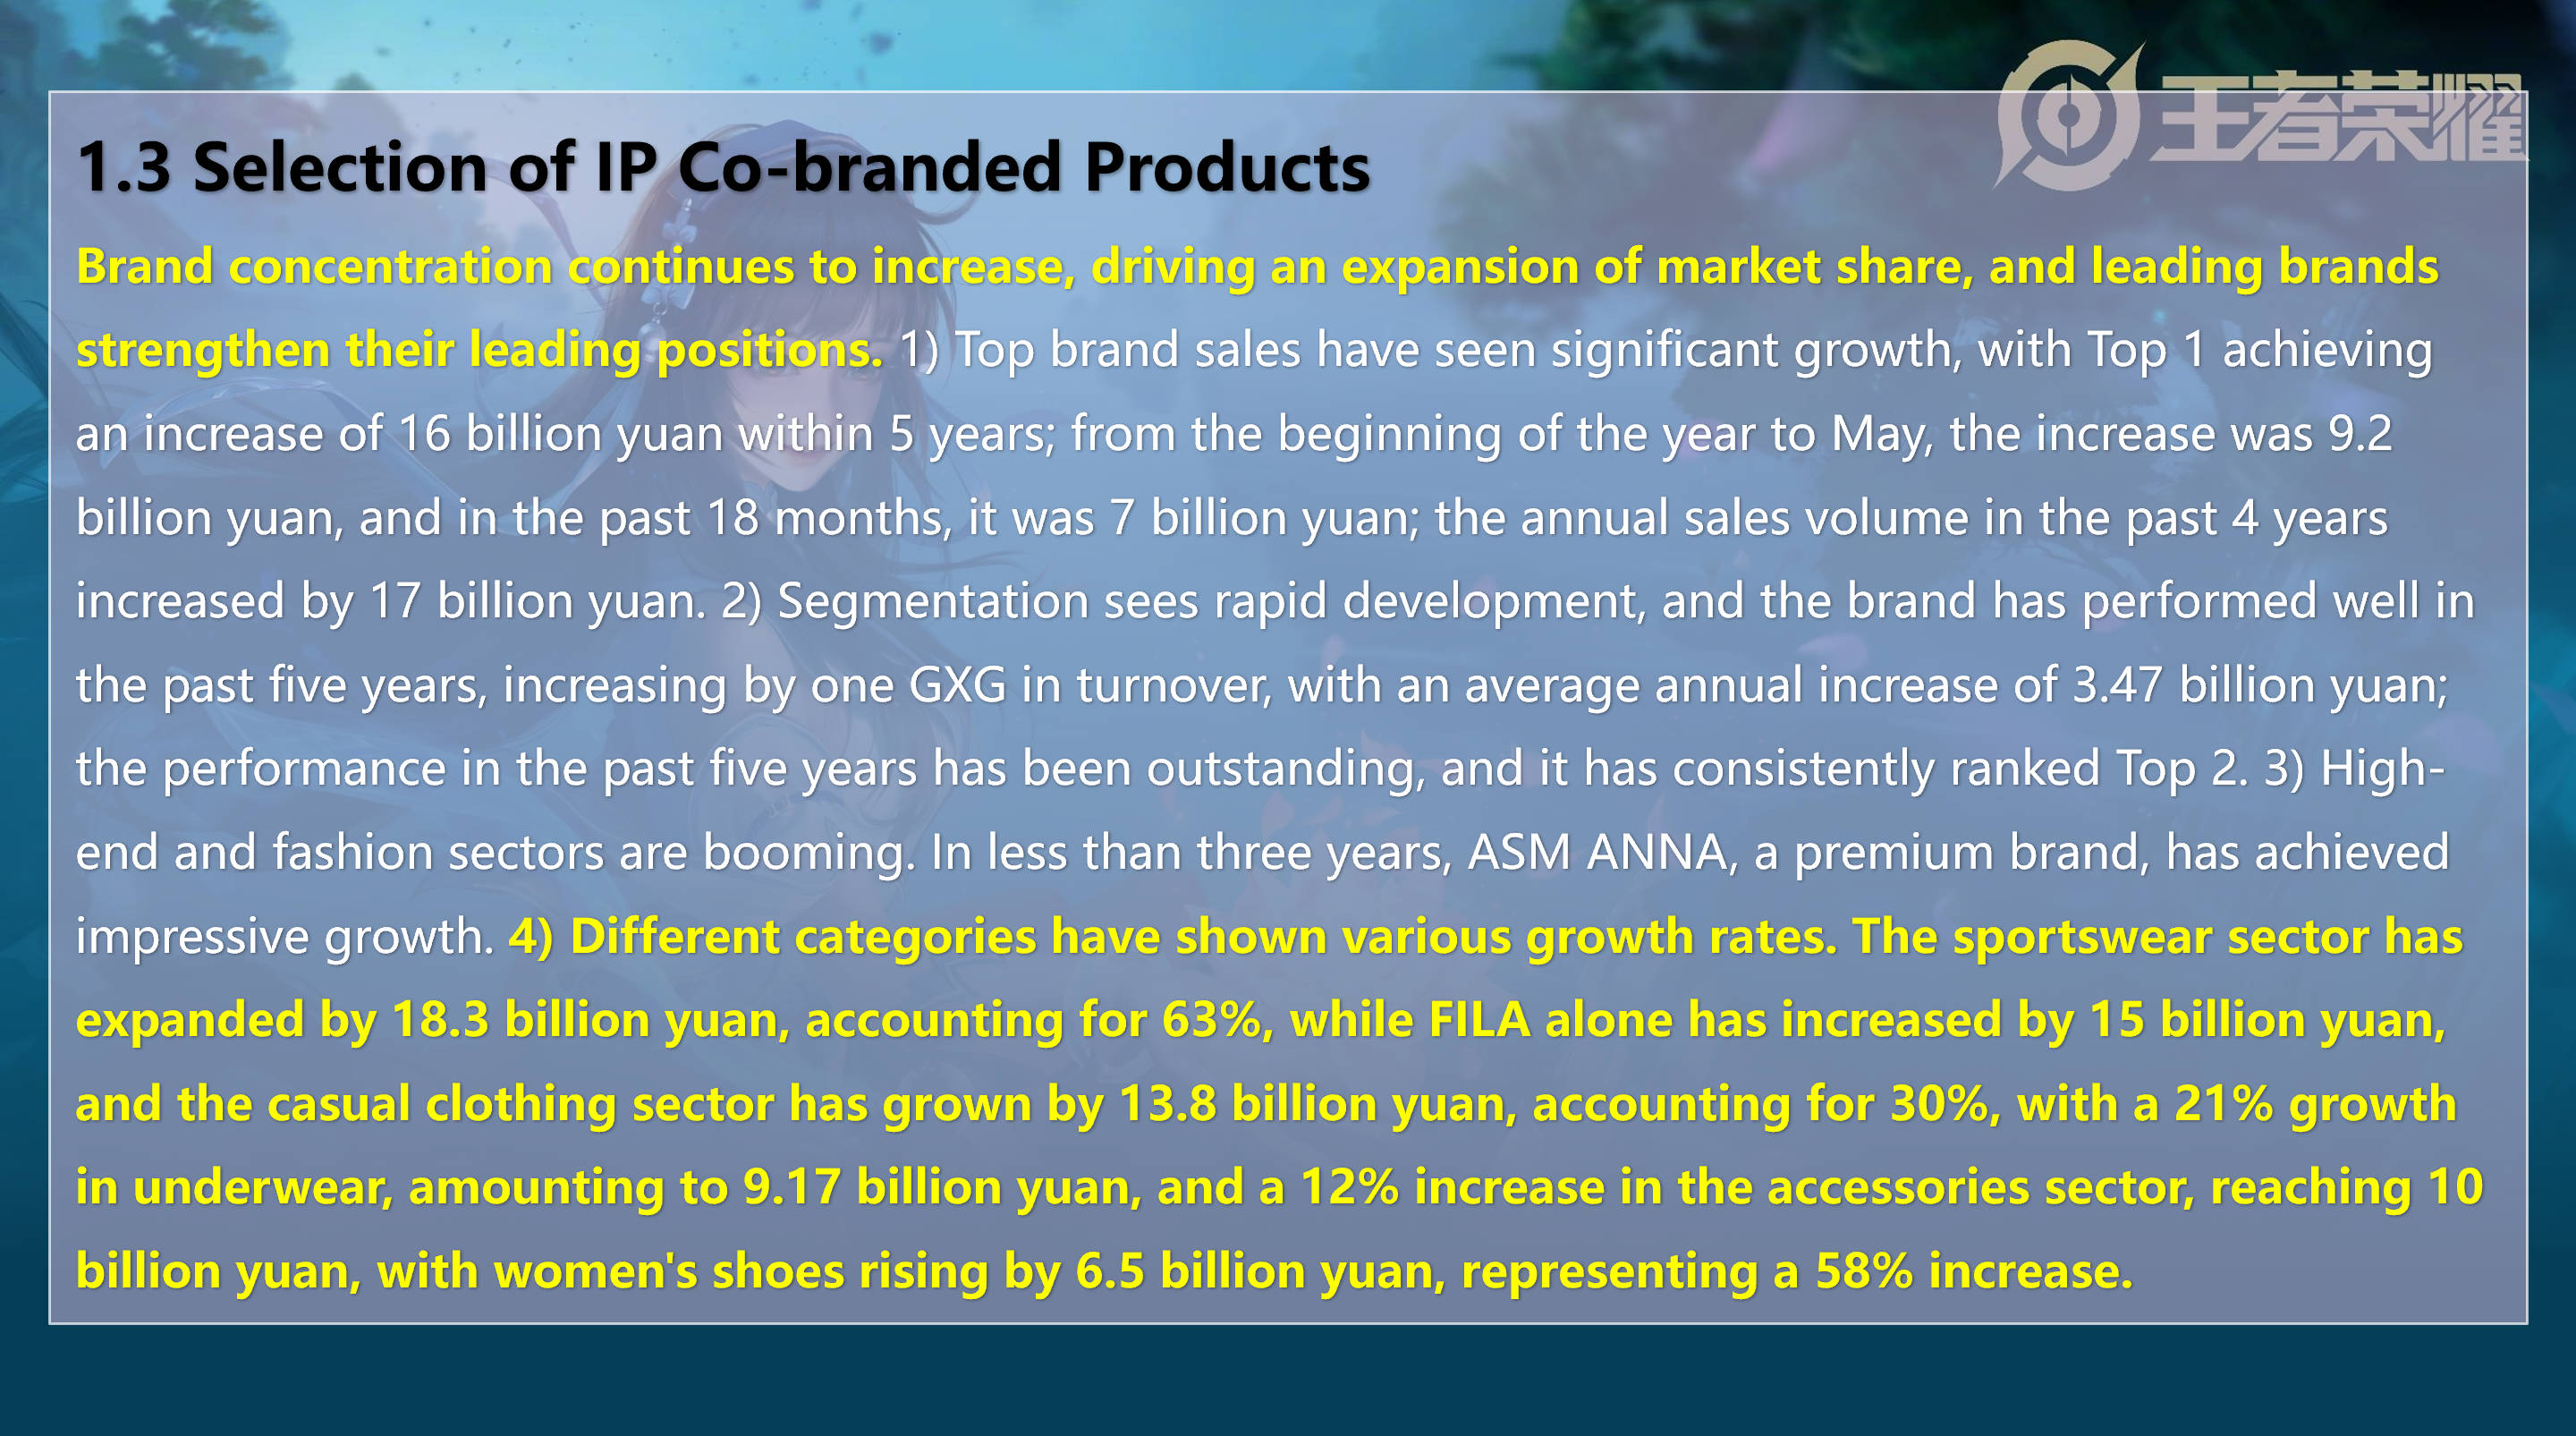 王者荣耀
1.3 Selection of IP Co-branded Products
Brand concentration continues to increase, driving an expansion of market share, and leading brands
strengthen their leading positions. 1) Top brand sales have seen significant growth, with Top 1 achieving
an increase of 16 billion yuan within 5 years; from the beginning of the year to May, the increase was 9.2
billion yuan, and in the past 18 months, it was 7 billion yuan; the annual sales volume in the past 4 years
increased by 17 billion yuan. 2) Segmentation sees rapid development, and the brand has performed well in
the past five years, increasing by one GXG in turnover, with an average annual increase of 3.47 billion yuan;
the performance in the past five years has been outstanding, and it has consistently ranked Top 2. 3) High-
end and fashion sectors are booming. In less than three years, ASM ANNA, a premium brand, has achieved
impressive growth. 4) Different categories have shown various growth rates. The sportswear sector has
expanded by 18.3 billion yuan, accounting for 63%, while FILA alone has increased by 15 billion yuan,
and the casual clothing sector has grown by 13.8 billion yuan, accounting for 30%, with a 21% growth
in underwear, amounting to 9.17 billion yuan, and a 12% increase in the accessories sector, reaching 10
billion yuan, with women's shoes rising by 6.5 billion yuan, representing a 58% increase.